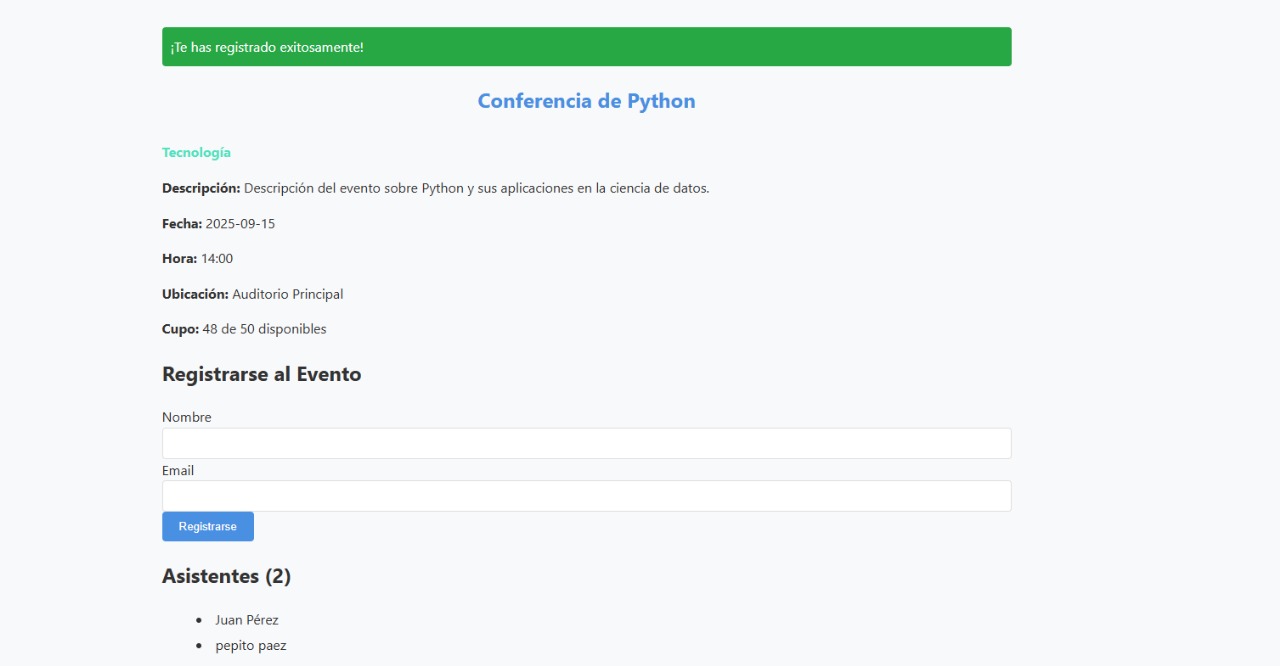 ¡Te has registrado exitosamente!
Conferencia de Python
Tecnología
Descripción: Descripción del evento sobre Python y sus aplicaciones en la ciencia de datos.
Fecha: 2025-09-15
Hora: 14:00
Ubicación: Auditorio Principal
Cupo: 48 de 50 disponibles
Registrarse al Evento
Nombre
Email
Registrarse
Asistentes (2)
Juan Pérez
pepito paez